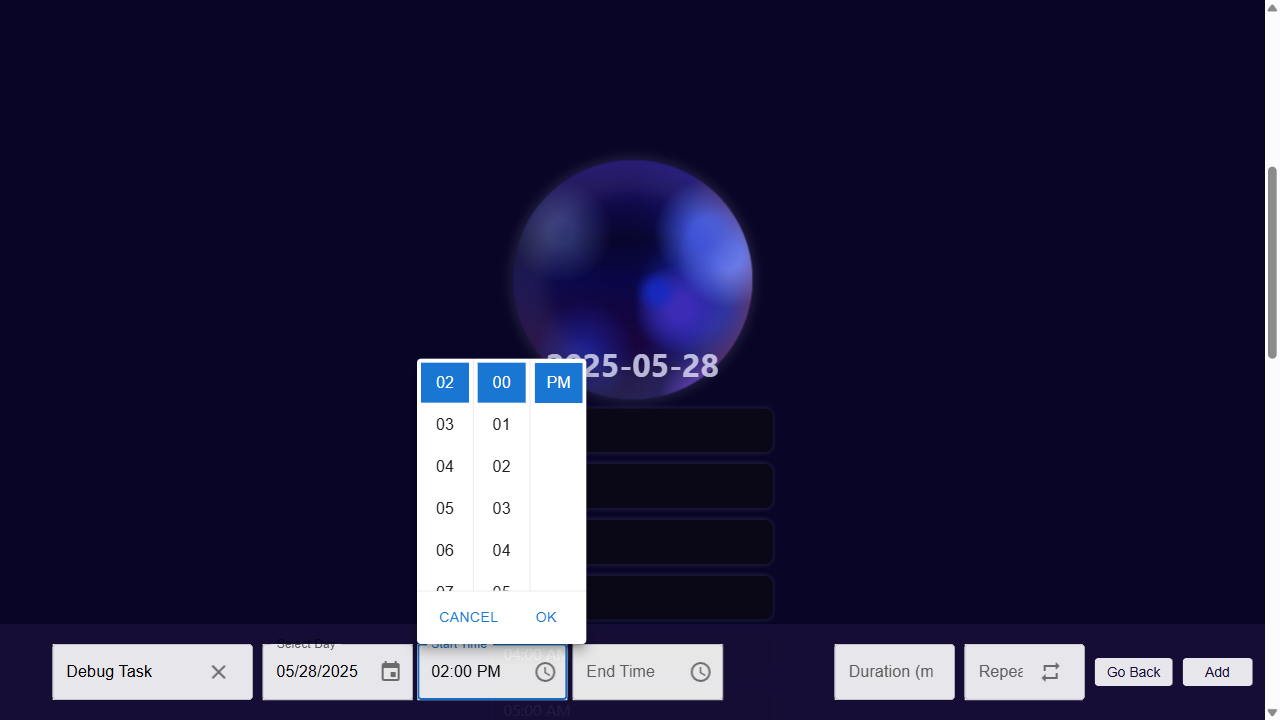 2025-05-28
02 00 PM
03 01
04 02
05 03
06 04
07 05
CANCEL OK
Select Day
Start Time
04:00 AM
Debug Task
05/28/2025
02:00 PM
End Time
Duration (m
Repea
Go Back
Add
05:00 AM